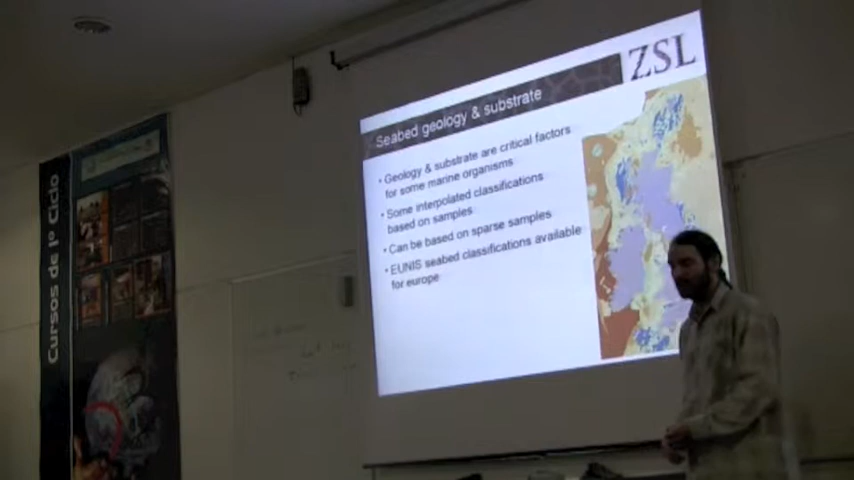 ZSL
Seabed geology & substrate
• Geology & substrate are critical factors
for some marine organisms
• Some interpolated classifications
based on samples
• Can be based on sparse samples
• EUNIS seabed classifications available
for europe
Cursos de 1º Ciclo